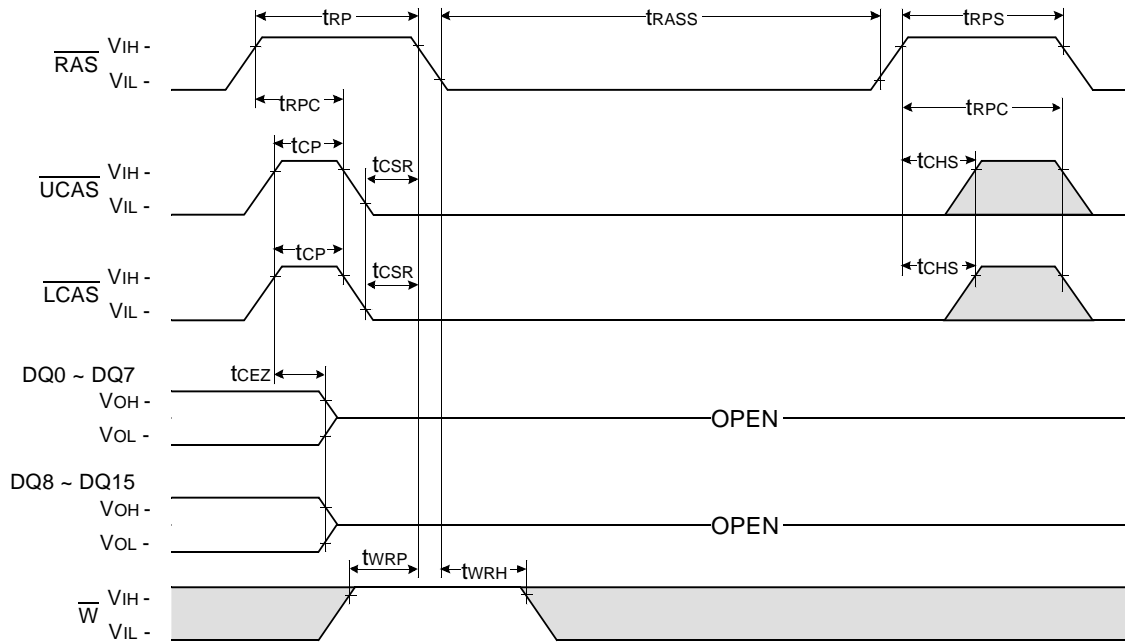 tRP tRASS tRPS
VIH -
RAS
VIL -
tRPC tRPC
tCP
tCSR tCHS
VIH -
UCAS
VIL -
tCP
tCSR tCHS
VIH -
LCAS
VIL -
DQ0 ~ DQ7 tCEZ
VOH -
OPEN
VOL -
DQ8 ~ DQ15
VOH -
OPEN
VOL -
tWRP tWRH
VIH -
W
VIL -